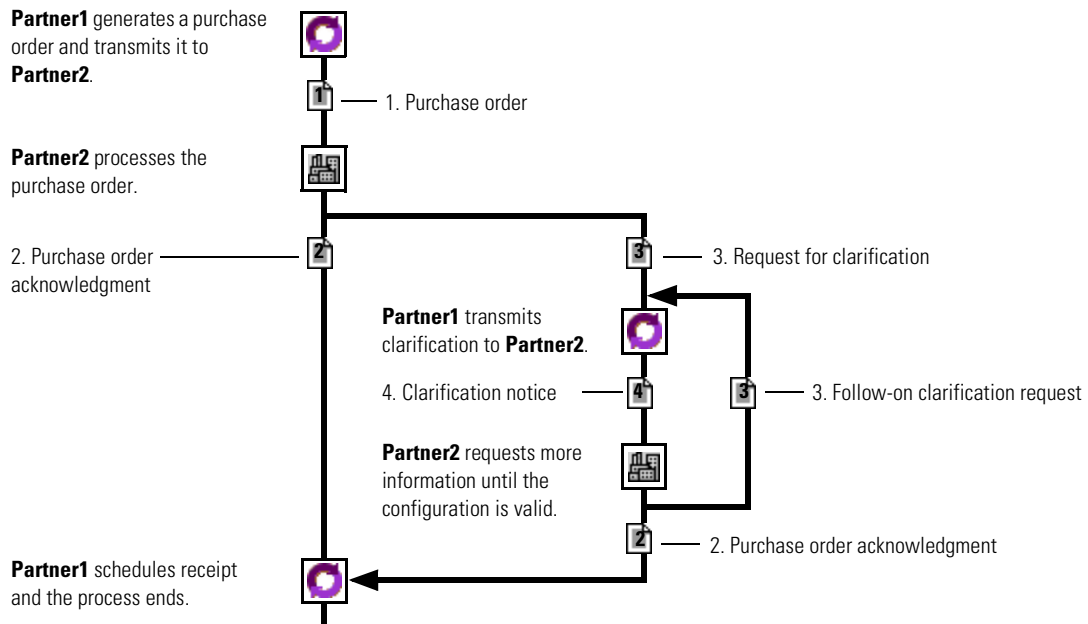 Partner1 generates a purchase
order and transmits it to
Partner2.
1
1. Purchase order
Partner2 processes the
purchase order.
2. Purchase order
acknowledgment
2
3
3. Request for clarification
Partner1 transmits
clarification to Partner2.
4. Clarification notice
4
3
3. Follow-on clarification request
Partner2 requests more
information until the
configuration is valid.
2
2. Purchase order acknowledgment
Partner1 schedules receipt
and the process ends.